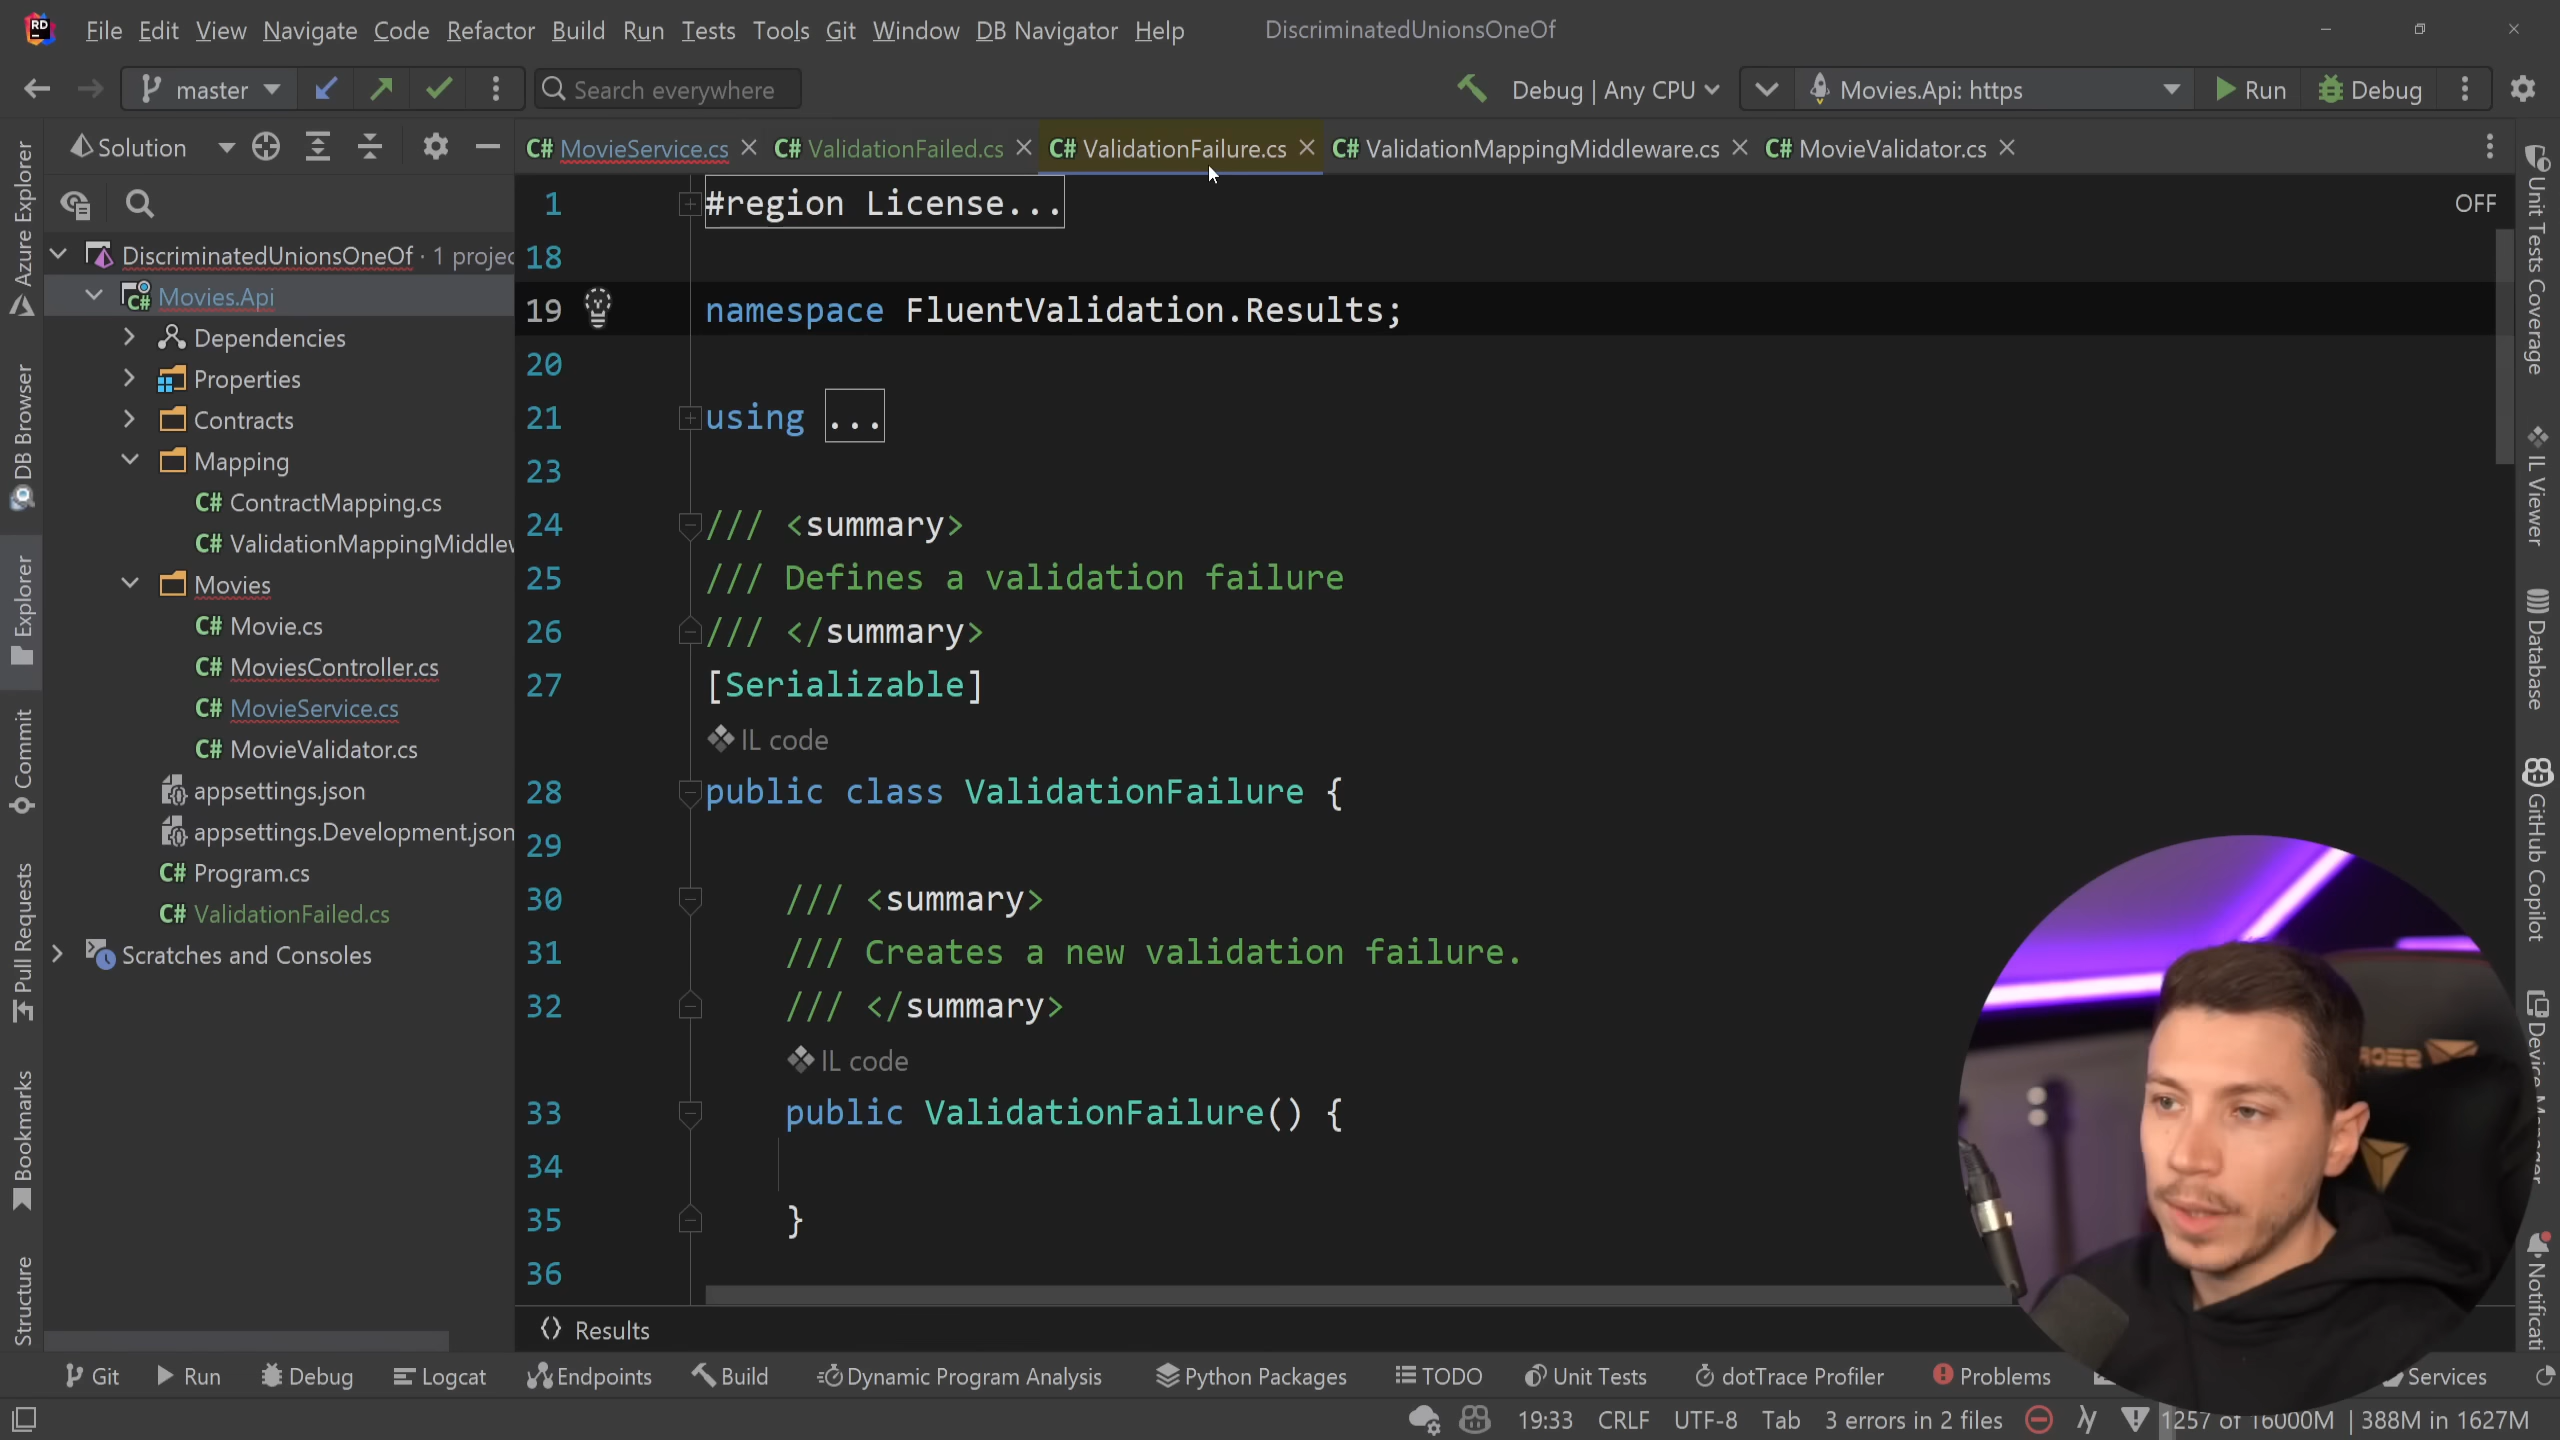 RD File Edit View Navigate Code Refactor Build Run Tests Tools Git Window DB Navigator Help DiscriminatedUnionsOneOf
master Search everywhere Debug | Any CPU Movies.Api: https Run Debug
Solution
C# MovieService.cs C# ValidationFailed.cs C# ValidationFailure.cs C# ValidationMappingMiddleware.cs C# MovieValidator.cs
Azure Explorer
DB Browser
Explorer
Commit
Pull Requests
Bookmarks
Structure
DiscriminatedUnionsOneOf · 1 projec
C# Movies.Api
Dependencies
Properties
Contracts
Mapping
C# ContractMapping.cs
C# ValidationMappingMiddlew
Movies
C# Movie.cs
C# MoviesController.cs
C# MovieService.cs
C# MovieValidator.cs
appsettings.json
appsettings.Development.json
C# Program.cs
C# ValidationFailed.cs
Scratches and Consoles
1 #region License...
OFF
18
19 namespace FluentValidation.Results;
20
21 using ...
23
24 /// <summary>
25 /// Defines a validation failure
26 /// </summary>
27 [Serializable]
IL code
28 public class ValidationFailure {
29
30 /// <summary>
31 /// Creates a new validation failure.
32 /// </summary>
IL code
33 public ValidationFailure() {
34
35 }
36
Results
Unit Tests Coverage
IL Viewer
Database
GitHub Copilot
Notificati
Git Run Debug Logcat Endpoints Build Dynamic Program Analysis Python Packages TODO Unit Tests dotTrace Profiler Problems Services
19:33 CRLF UTF-8 Tab 3 errors in 2 files 1257 of 16000M | 388M in 1627M